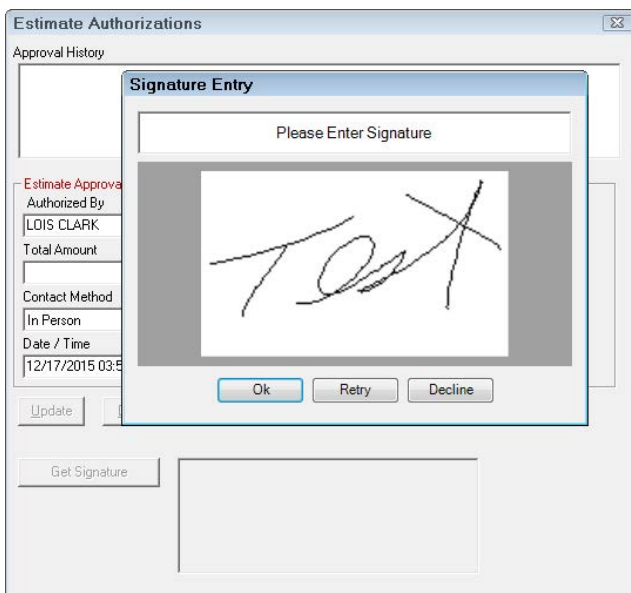 Estimate Authorizations
Approval History
Signature Entry
Please Enter Signature
Test
Ok
Retry
Decline
Estimate Approva
Authorized By
LOIS CLARK
Total Amount
Contact Method
In Person
Date / Time
12/17/2015 03:5
Update
Get Signature